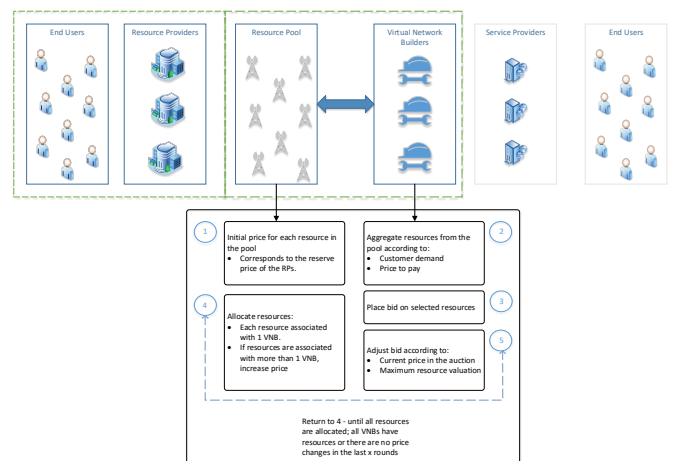 End Users
Resource Providers
Resource Pool
Virtual Network
Builders
Service Providers
End Users
1
Initial price for each resource in
the pool
• Corresponds to the reserve
price of the RPs.
Aggregate resources from the
pool according to:
• Customer demand
• Price to pay
2
Place bid on selected resources
3
4
Allocate resources:
• Each resource associated
with 1 VNB.
• If resources are associated
with more than 1 VNB,
increase price
Adjust bid according to:
• Current price in the auction
• Maximum resource valuation
5
Return to 4 - until all resources
are allocated; all VNBs have
resources or there are no price
changes in the last x rounds